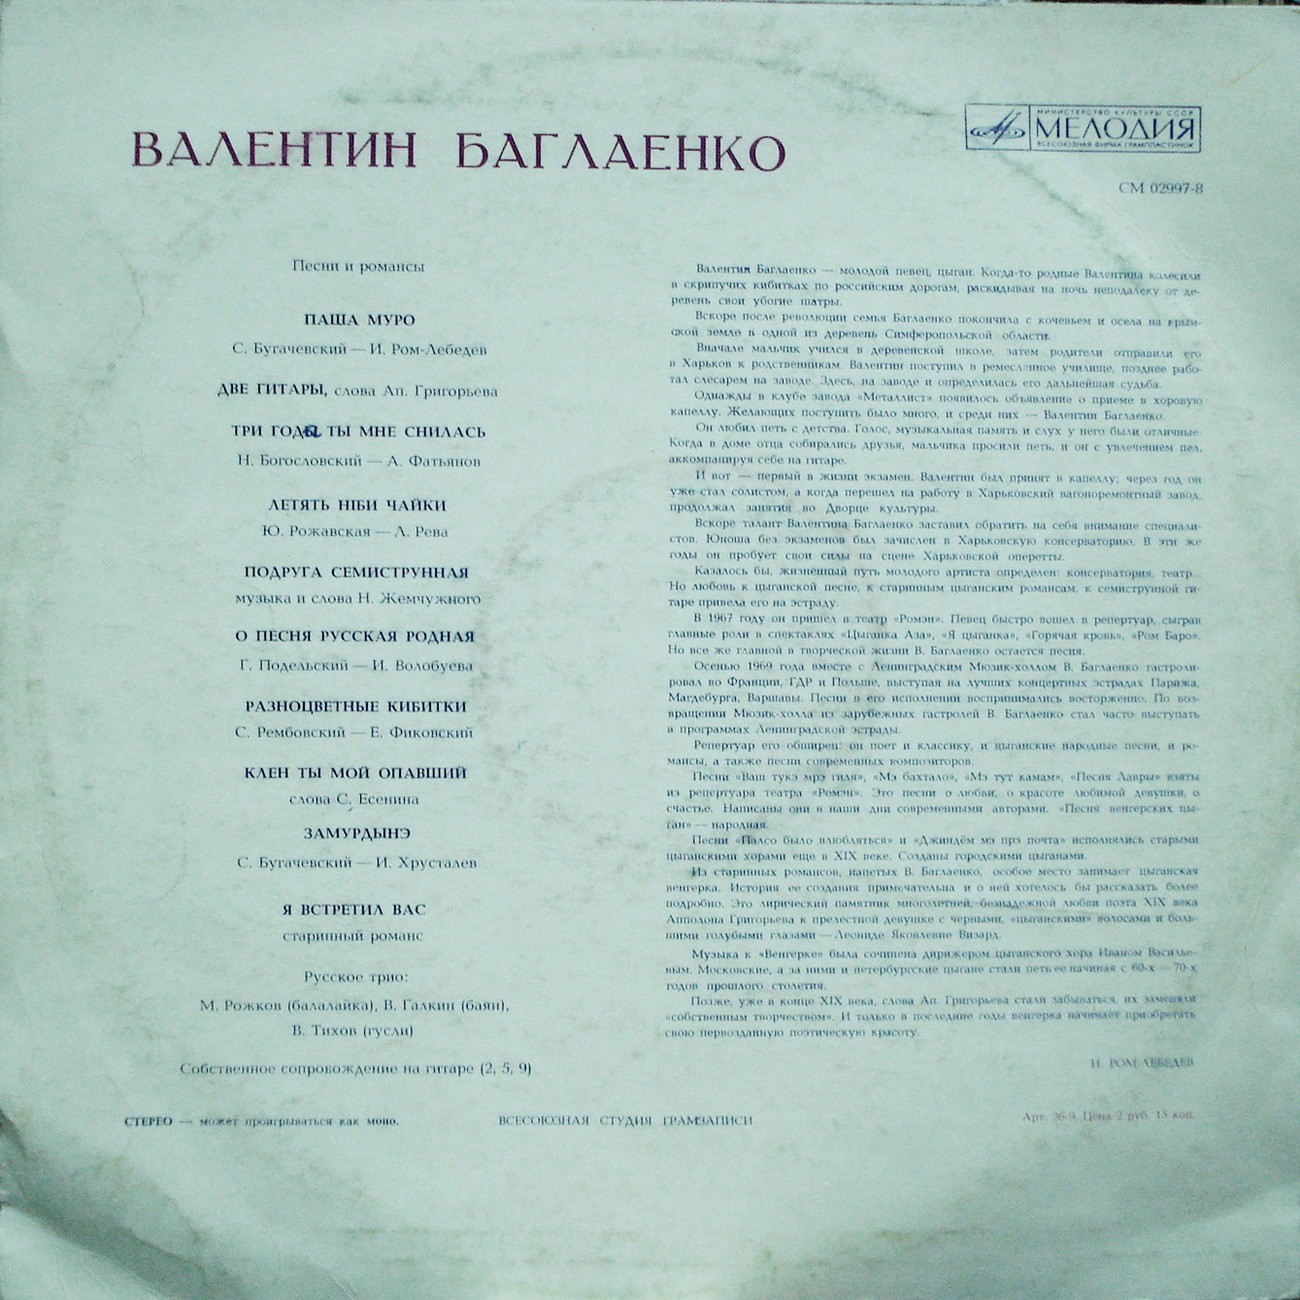 ВАЛЕНТИН БАГЛАЕНКО
МИНИСТЕРСТВО КУЛЬТУРЫ СССР
МЕЛОДИЯ
ВСЕСОЮЗНАЯ ФИРМА ГРАМПЛАСТИНОК
СМ 02997-8
Песни и романсы
ПАША МУРО
С. Бугачевский — И. Ром-Лебедев
ДВЕ ГИТАРЫ, слова Ап. Григорьева
ТРИ ГОДЫ ТЫ МНЕ СНИЛАСЬ
Н. Богословский — А. Фатьянов
ЛЕТЯТЬ НІБИ ЧАЙКИ
Ю. Рожавская — Л. Рева
ПОДРУГА СЕМИСТРУННАЯ
музыка и слова Н. Жемчужного
О ПЕСНЯ РУССКАЯ РОДНАЯ
Г. Подельский — И. Волобуева
РАЗНОЦВЕТНЫЕ КИБИТКИ
С. Рембовский — Е. Фиковский
КЛЕН ТЫ МОЙ ОПАВШИЙ
слова С. Есенина
ЗАМУРДЫНЭ
С. Бугачевский — И. Хрусталев
Я ВСТРЕТИЛ ВАС
старинный романс
Русское трио:
М. Рожков (балалайка), В. Галкин (баян),
В. Тихов (гусли)
Собственное сопровождение на гитаре (2, 5, 9)
Валентин Баглаенко — молодой певец, цыган. Когда-то родные Валентина колесили
в скрипучих кибитках по российским дорогам, раскидывая на ночь неподалеку от де-
ревень свои убогие шатры.
Вскоре после революции семья Баглаенко покончила с кочевьем и осела на крым-
ской земле в одной из деревень Симферопольской области.
Вначале мальчик учился в деревенской школе, затем родители отправили его
в Харьков к родственникам. Валентин поступил в ремесленное училище, позднее рабо-
тал слесарем на заводе. Здесь, на заводе и определилась его дальнейшая судьба.
Однажды в клубе завода «Металлист» появилось объявление о приеме в хоровую
капеллу. Желающих поступить было много, и среди них — Валентин Баглаенко.
Он любил петь с детства. Голос, музыкальная память и слух у него были отличные.
Когда в доме отца собирались друзья, мальчика просили петь, и он с увлечением пел,
аккомпанируя себе на гитаре.
И вот — первый в жизни экзамен. Валентин был принят в капеллу; через год он
уже стал солистом, а когда перешел на работу в Харьковский вагоноремонтный завод,
продолжал занятия во Дворце культуры.
Вскоре талант Валентина Баглаенко заставил обратить на себя внимание специали-
стов. Юноша без экзаменов был зачислен в Харьковскую консерваторию. В эти же
годы он пробует свои силы на сцене Харьковской оперетты.
Казалось бы, жизненный путь молодого артиста определен: консерватория, театр...
Но любовь к цыганской песне, к старинным цыганским романсам, к семиструнной ги-
таре привела его на эстраду.
В 1967 году он пришел в театр «Ромэн». Певец быстро вошел в репертуар, сыграв
главные роли в спектаклях «Цыганка Аза», «Я цыганка», «Горячая кровь», «Ром Баро».
Но все же главной в творческой жизни В. Баглаенко остается песня.
Осенью 1969 года вместе с Ленинградским Мюзик-холлом В. Баглаенко гастроли-
ровал во Франции, ГДР и Польше, выступая на лучших концертных эстрадах Парижа,
Магдебурга, Варшавы. Песни в его исполнении воспринимались восторженно. По воз-
вращении Мюзик-холла из зарубежных гастролей В. Баглаенко стал часто выступать
в программах Ленинградской эстрады.
Репертуар его обширен: он поет и классику, и цыганские народные песни, и ро-
мансы, а также песни современных композиторов.
Песни «Ваш тукэ мрэ гиля», «Мэ бахтало», «Мэ тут камам», «Песня Лавры» взяты
из репертуара театра «Ромэн». Это песни о любви, о красоте любимой девушки, о
счастье. Написаны они в наши дни современными авторами. «Песня венгерских цы-
ган» — народная.
Песни «Палсо было влюбляться» и «Джиндём мэ прэ почта» исполнялись старыми
цыганскими хорами еще в XIX веке. Созданы городскими цыганами.
Из старинных романсов, напетых В. Баглаенко, особое место занимает цыганская
венгерка. История ее создания примечательна и о ней хотелось бы рассказать более
подробно. Это лирический памятник многолетней, безнадежной любви поэта XIX века
Апполона Григорьева к прелестной девушке с черными, «цыганскими» волосами и боль-
шими голубыми глазами — Леониде Яковлевне Визард.
Музыка к «Венгерке» была сочинена дирижером цыганского хора Иваном Василье-
вым. Московские, а за ними и петербургские цыгане стали петь ее начиная с 60-х — 70-х
годов прошлого столетия.
Позже, уже в конце XIX века, слова Ап. Григорьева стали забываться, их заменяли
«собственным творчеством». И только в последние годы венгерка начинает приобретать
свою первозданную поэтическую красоту.
И. РОМ-ЛЕБЕДЕВ
СТЕРЕО — может проигрываться как моно.
ВСЕСОЮЗНАЯ СТУДИЯ ГРАМЗАПИСИ
Арт. 36-9. Цена 2 руб. 15 коп.